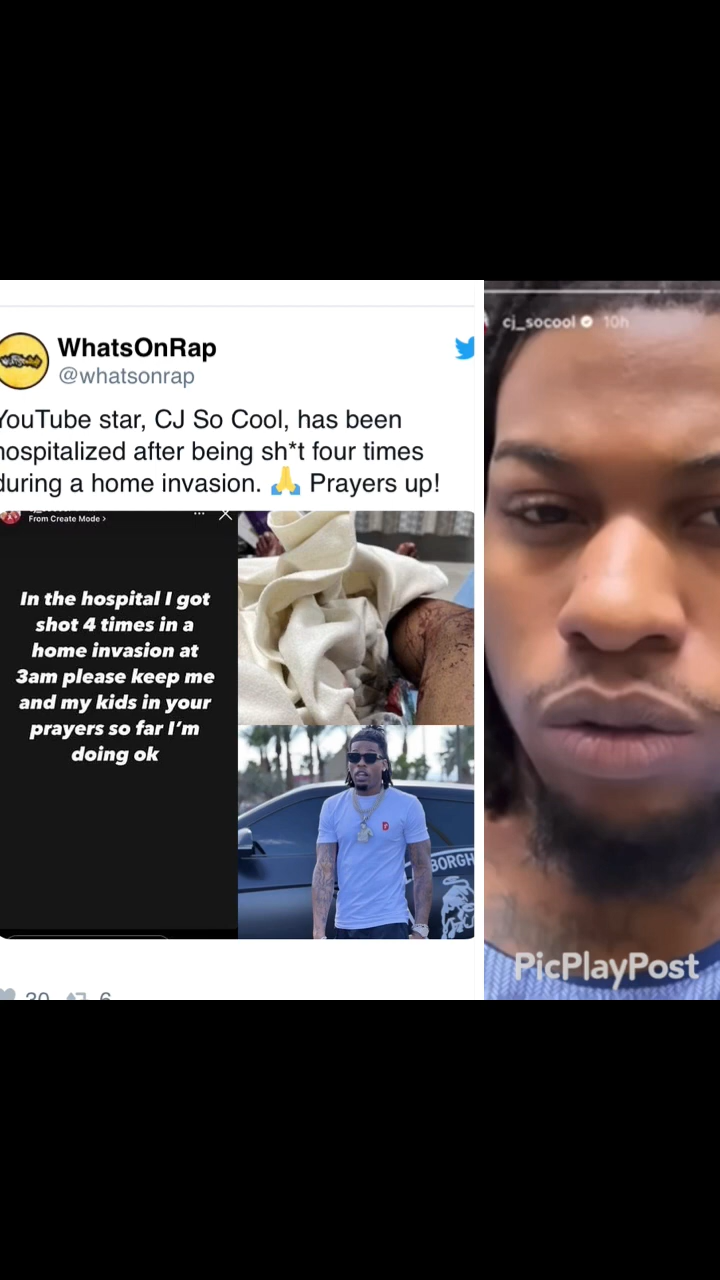 WhatsOnRap
@whatsonrap
YouTube star, CJ So Cool, has been
hospitalized after being sh*t four times
during a home invasion. 🙏 Prayers up!
From Create Mode >
In the hospital I got
shot 4 times in a
home invasion at
3am please keep me
and my kids in your
prayers so far I'm
doing ok
BORGH
cj_socool 10h
PicPlayPost